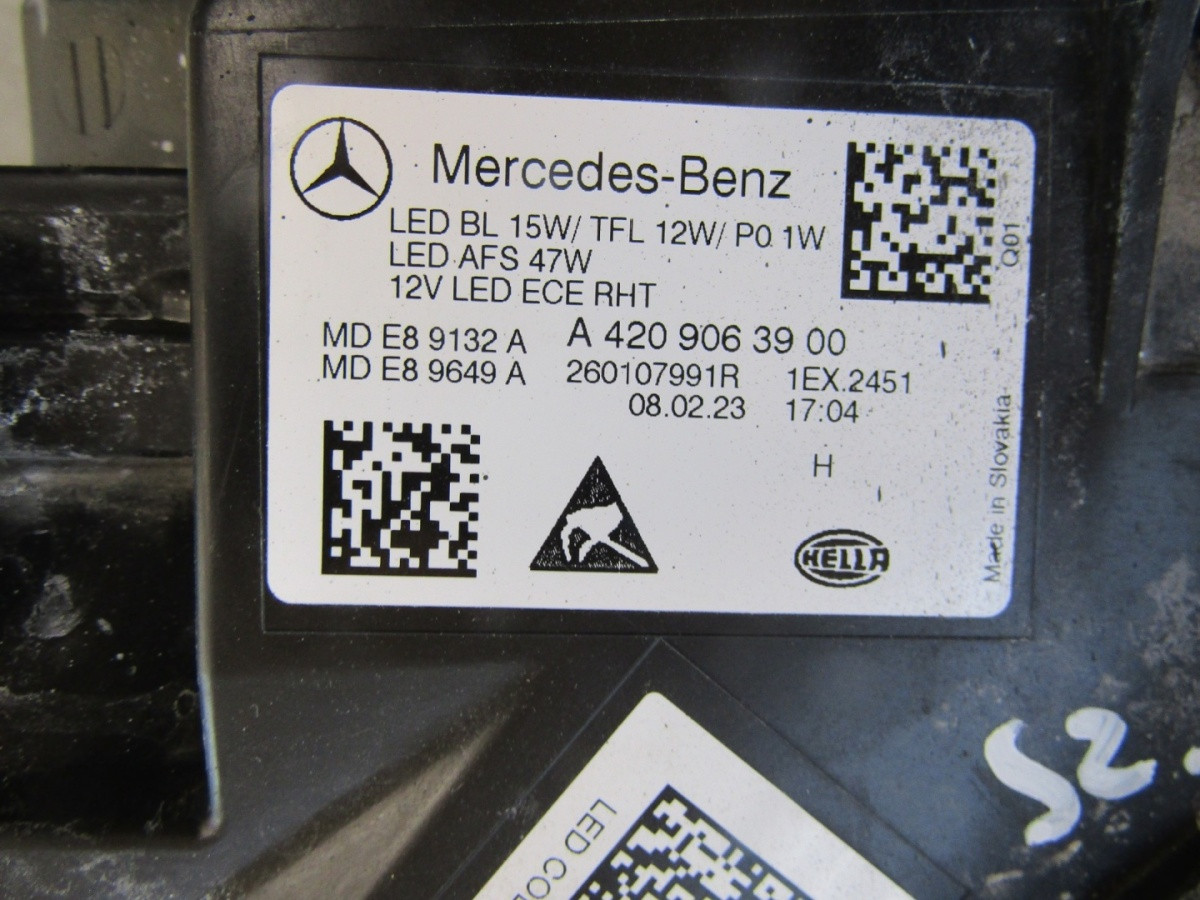 Mercedes-Benz
LED BL 15W/ TFL 12W/ P0.1W
LED AFS 47W
12V LED ECE RHT
MD E8 9132 A A 420 906 39 00
MD E8 9649 A 260107991R 1EX.2451
08.02.23 17:04
H
HELLA
Q01
Made in Slovakia
LED
52.